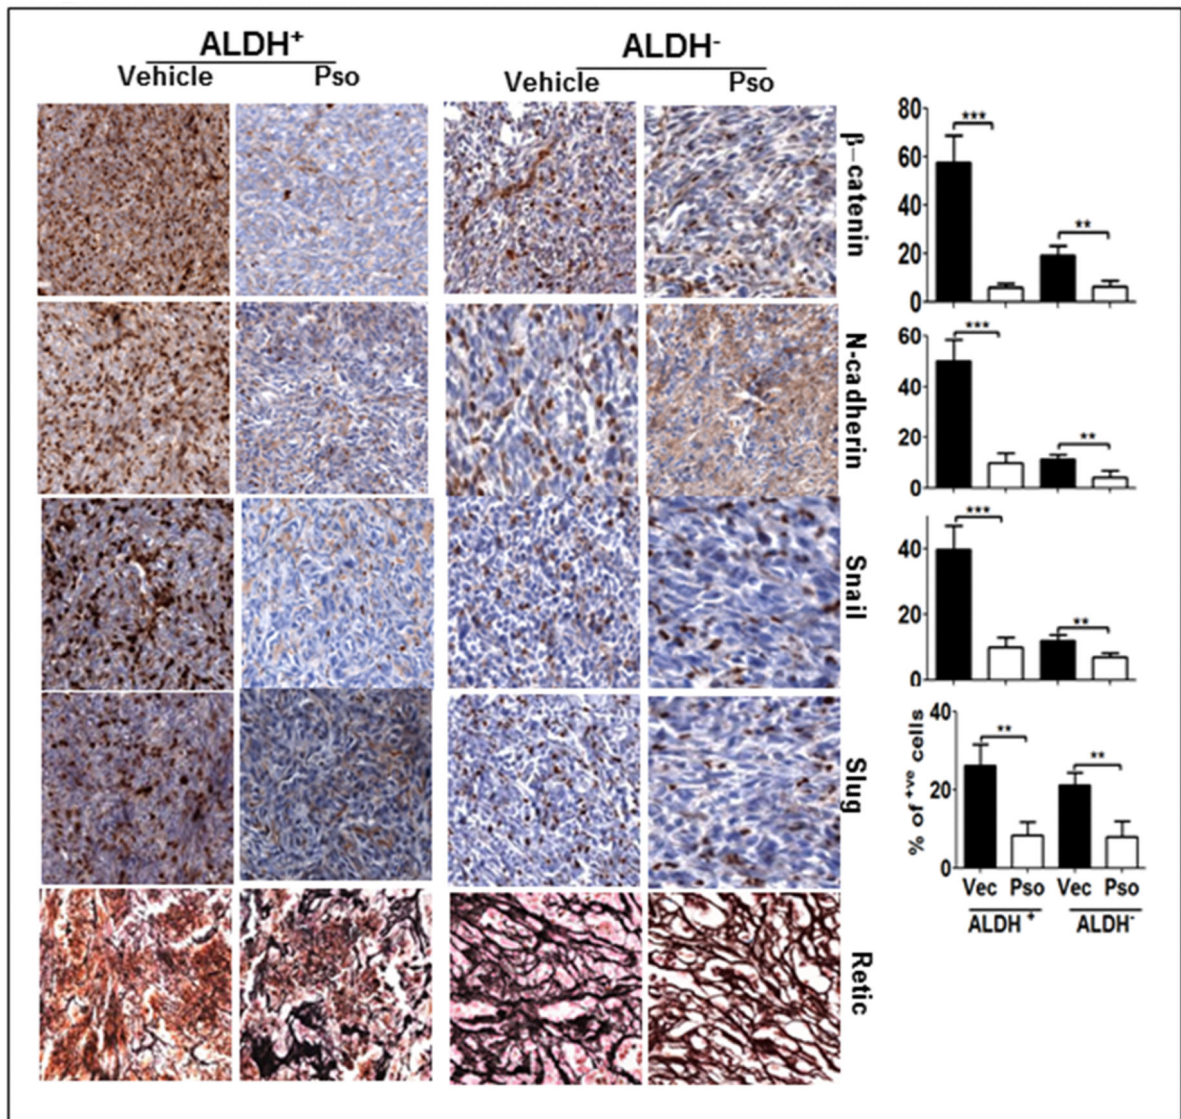 ALDH+ ALDH-
Vehicle Pso Vehicle Pso
β-catenin
80
60
40
20
0
***
**
N-cadherin
60
40
20
0
***
**
Snail
40
20
0
***
**
Slug
% of +ve cells
40
20
0
**
**
Vec Pso Vec Pso
ALDH + ALDH-
Retic